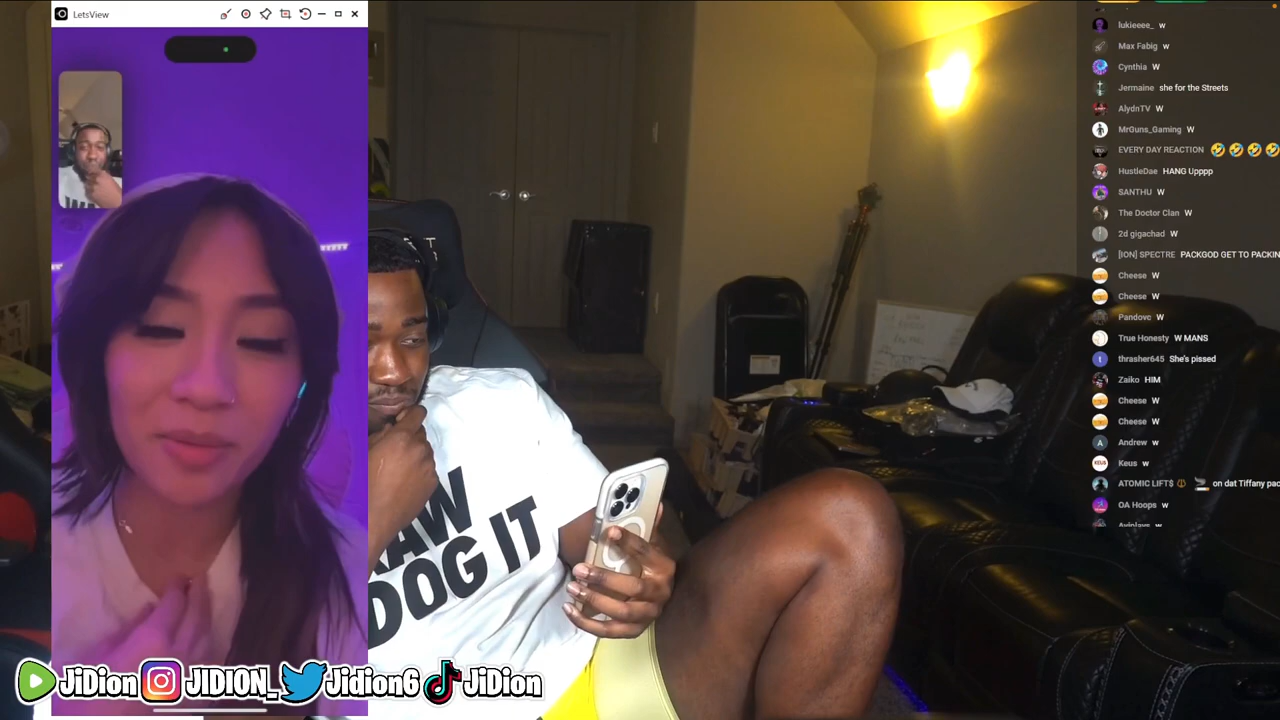 LetsView
lukieeee_ w
Max Fabig w
Cynthia W
Jermaine she for the Streets
AlydnTV W
MrGuns_Gaming W
EVERY DAY REACTION 🤣🤣🤣🤣
HustleDae HANG Upppp
SANTHU W
The Doctor Clan W
2d gigachad W
[ION] SPECTRE PACKGOD GET TO PACKIN
Cheese W
Cheese W
Pandovc W
True Honesty W MANS
thrasher645 She's pissed
Zaiko HIM
Cheese W
Cheese W
Andrew w
Keus w
ATOMIC LIFT$ on dat Tiffany pac
OA Hoops w
DOG IT
JiDion JIDION_ Jidion6 JiDion